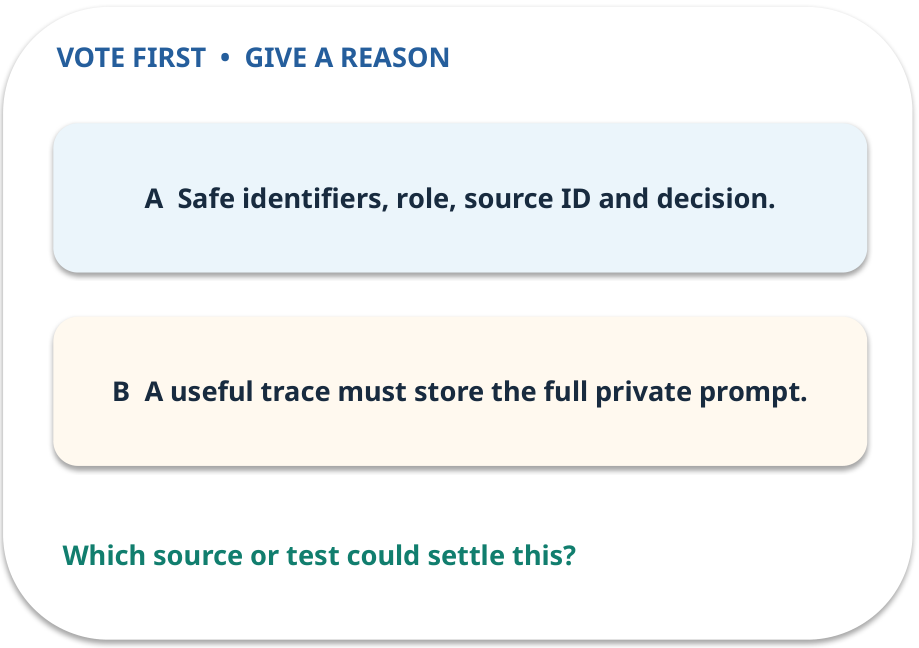 VOTE FIRST • GIVE A REASON
A Safe identifiers, role, source ID and decision.
B A useful trace must store the full private prompt.
Which source or test could settle this?